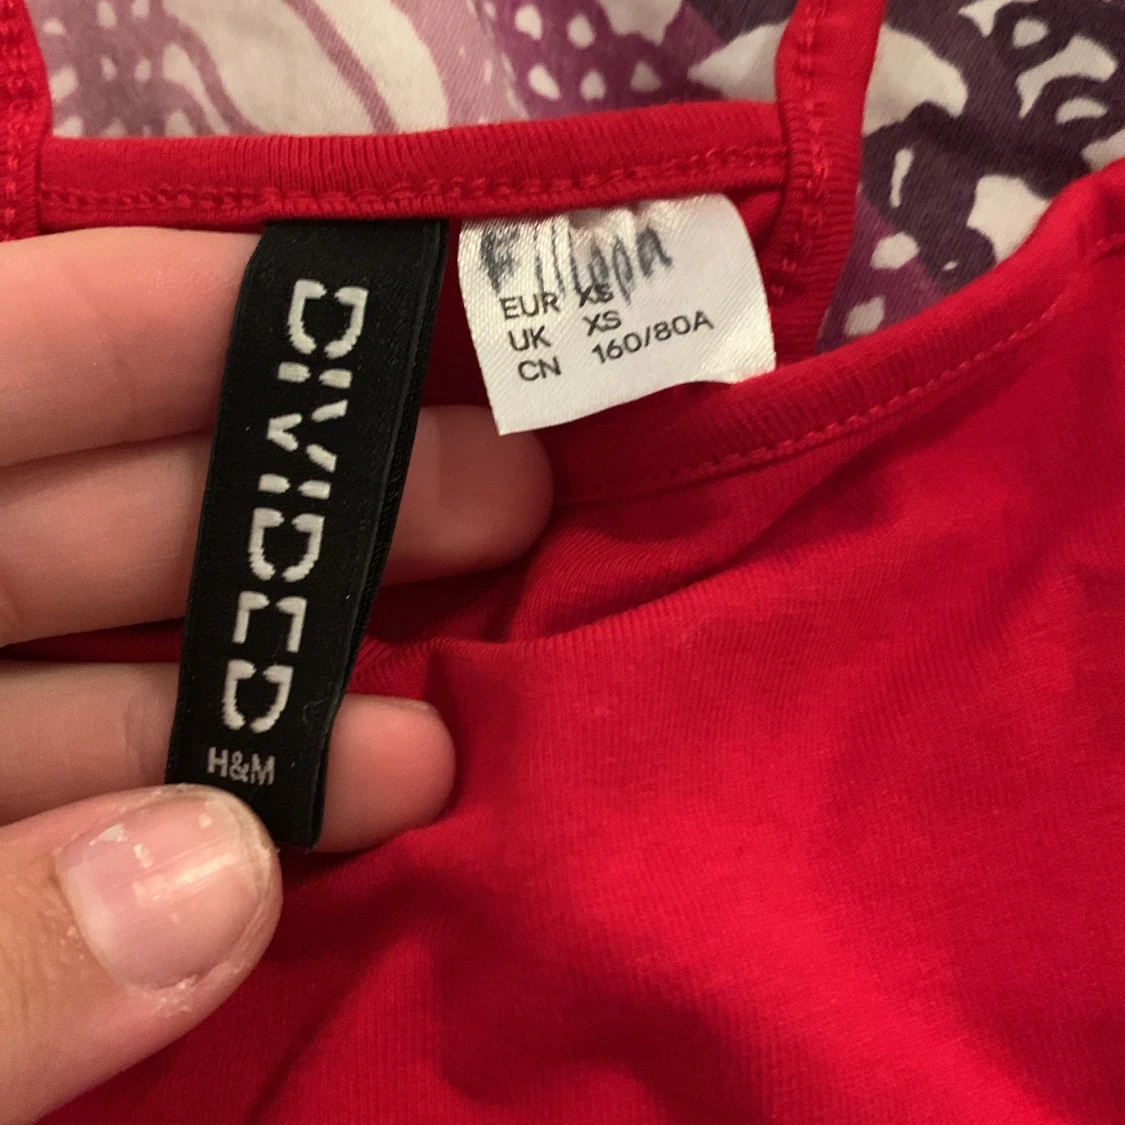 DIVIDED
H&M
EUR XS
UK XS
CN 160/80A